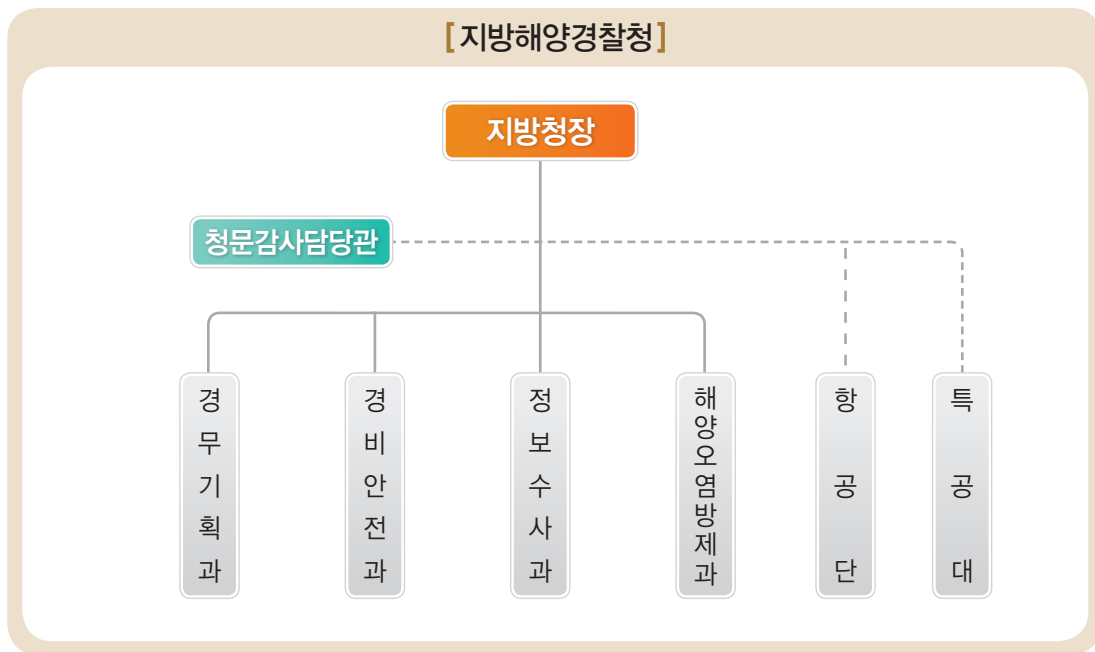 [지방해양경찰청]
지방청장
청문감사담당관
경무기획과
경비안전과
정보수사과
해양오염방제과
항공단
특공대